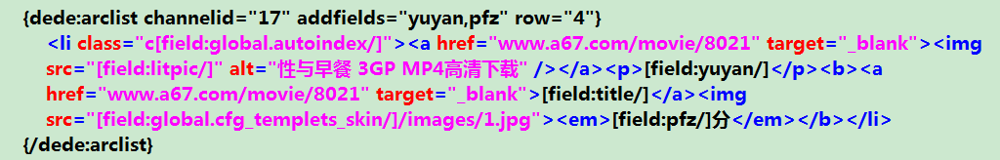 {dede:arclist channelid="17" addfields="yuyan,pfz" row="4"}
<li class="c[field:global.autoindex/]"><a href="www.a67.com/movie/8021" target="_blank"><img
src="[field:litpic/]" alt="性与早餐 3GP MP4高清下载" /></a><p>[field:yuyan/]</p><b><a
href="www.a67.com/movie/8021" target="_blank">[field:title/]</a><img
src="[field:global.cfg_templets_skin/]/images/1.jpg"><em>[field:pfz/]分</em></b></li>
{/dede:arclist}